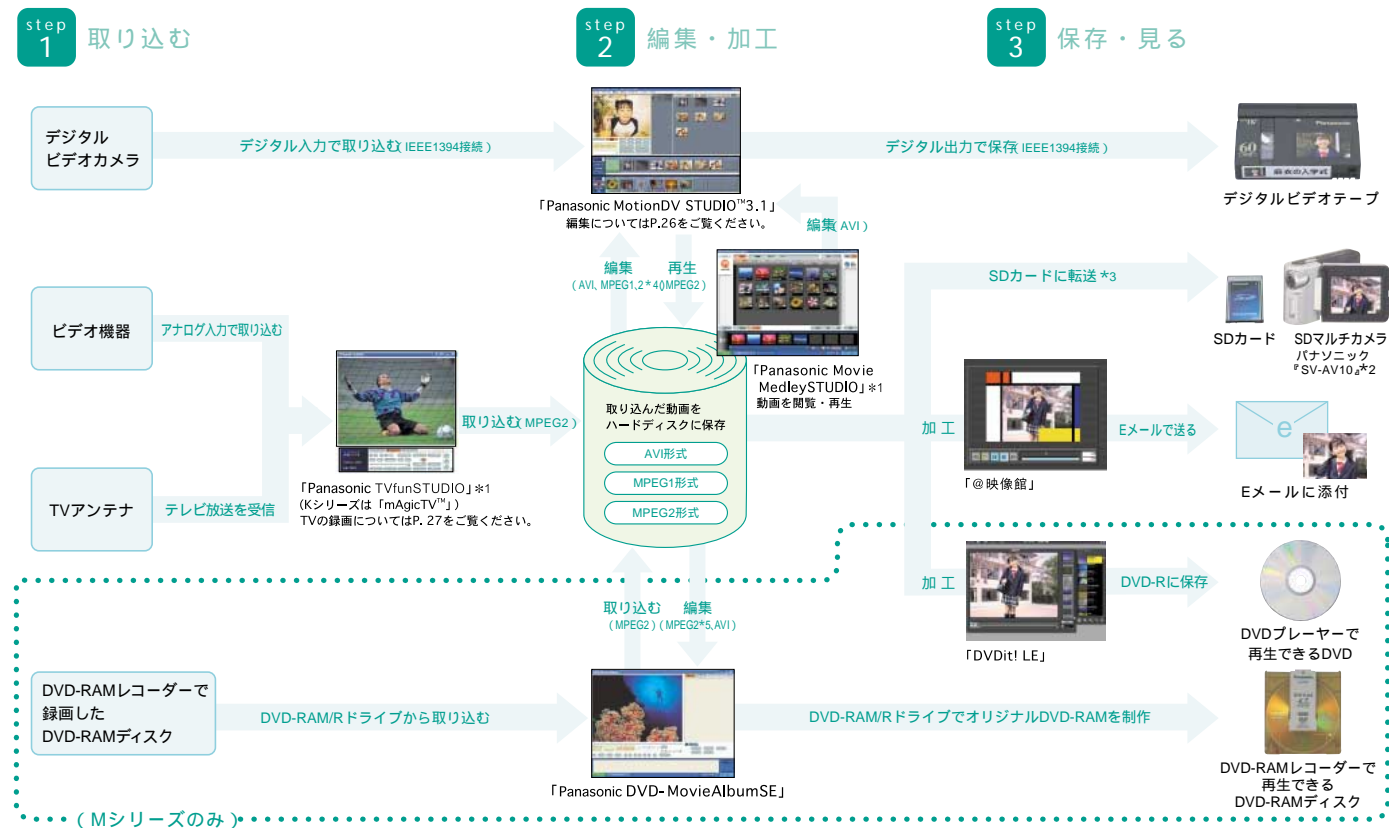 step
1
取り込む
step
2
編集・加工
step
3
保存・見る
デジタル
ビデオカメラ
デジタル入力で取り込む(IEEE1394接続)
「Panasonic MotionDV STUDIO™3.1」
編集についてはP.26をご覧ください。
デジタル出力で保存(IEEE1394接続)
Panasonic
60
麻衣の入学式
デジタルビデオテープ
編集(AVI)
編集
(AVI、MPEG1,2*4)
再生
(MPEG2)
「Panasonic Movie
MedleySTUDIO」*1
動画を閲覧・再生
SDカードに転送*3
SDカード
SDマルチカメラ
パナソニック
『SV-AV10』*2
ビデオ機器
アナログ入力で取り込む
TVアンテナ
テレビ放送を受信
「Panasonic TVfunSTUDIO」*1
(Kシリーズは「mAgicTV™」)
TVの録画についてはP.27をご覧ください。
取り込む(MPEG2)
取り込んだ動画を
ハードディスクに保存
AVI形式
MPEG1形式
MPEG2形式
加工
「@映像館」
Eメールで送る
e
Eメールに添付
加工
「DVDit! LE」
DVD-Rに保存
DVDプレーヤーで
再生できるDVD
取り込む
(MPEG2)
編集
(MPEG2*5、AVI)
DVD-RAMレコーダーで
録画した
DVD-RAMディスク
DVD-RAM/Rドライブから取り込む
「Panasonic DVD-MovieAlbumSE」
DVD-RAM/RドライブでオリジナルDVD-RAMを制作
DVD-RAMレコーダーで
再生できる
DVD-RAMディスク
(Mシリーズのみ)